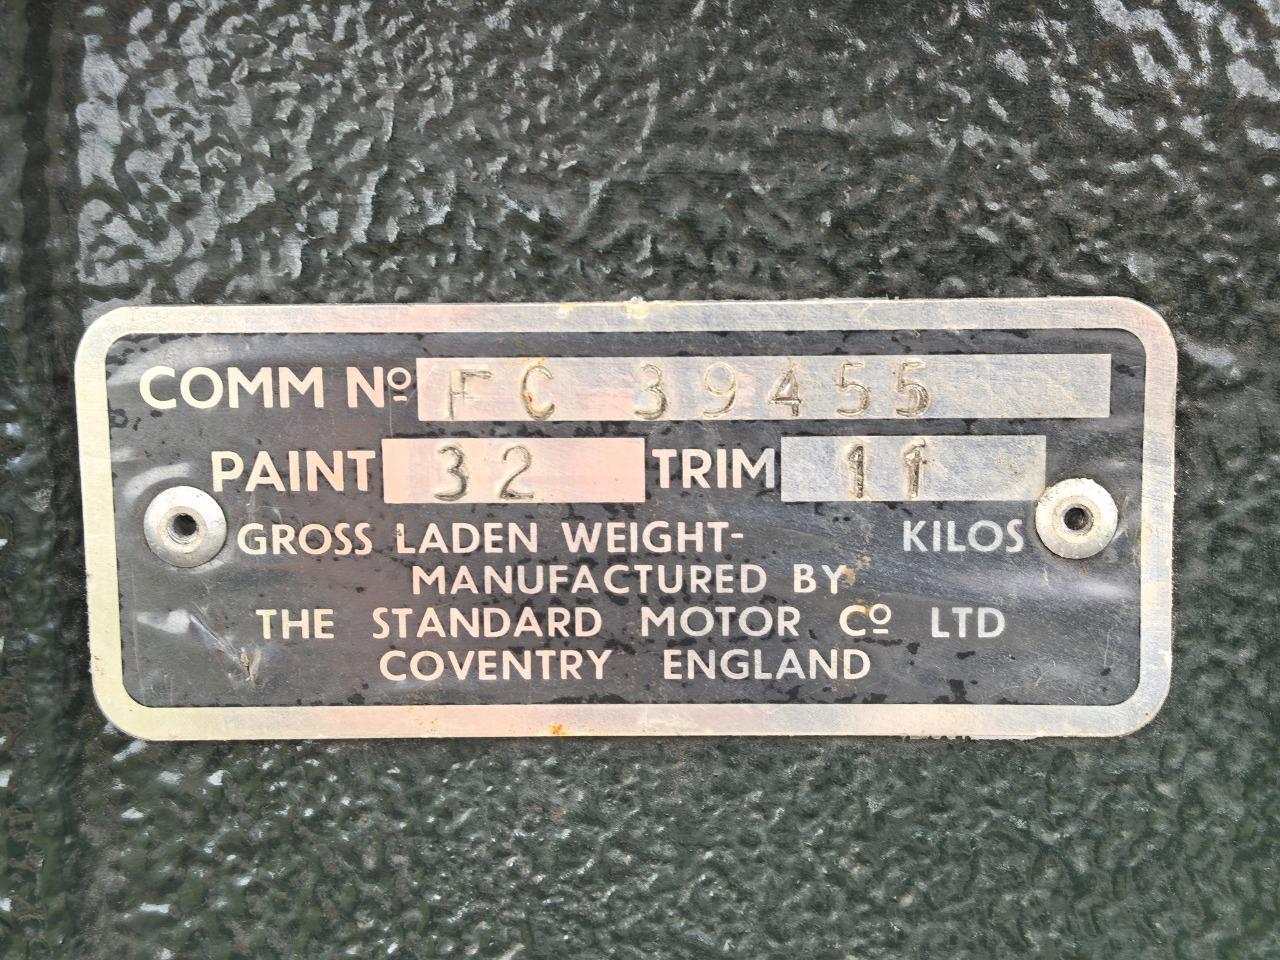 COMM Nº FC 39455
PAINT 32 TRIM 11
GROSS LADEN WEIGHT- KILOS
MANUFACTURED BY
THE STANDARD MOTOR Cº LTD
COVENTRY ENGLAND